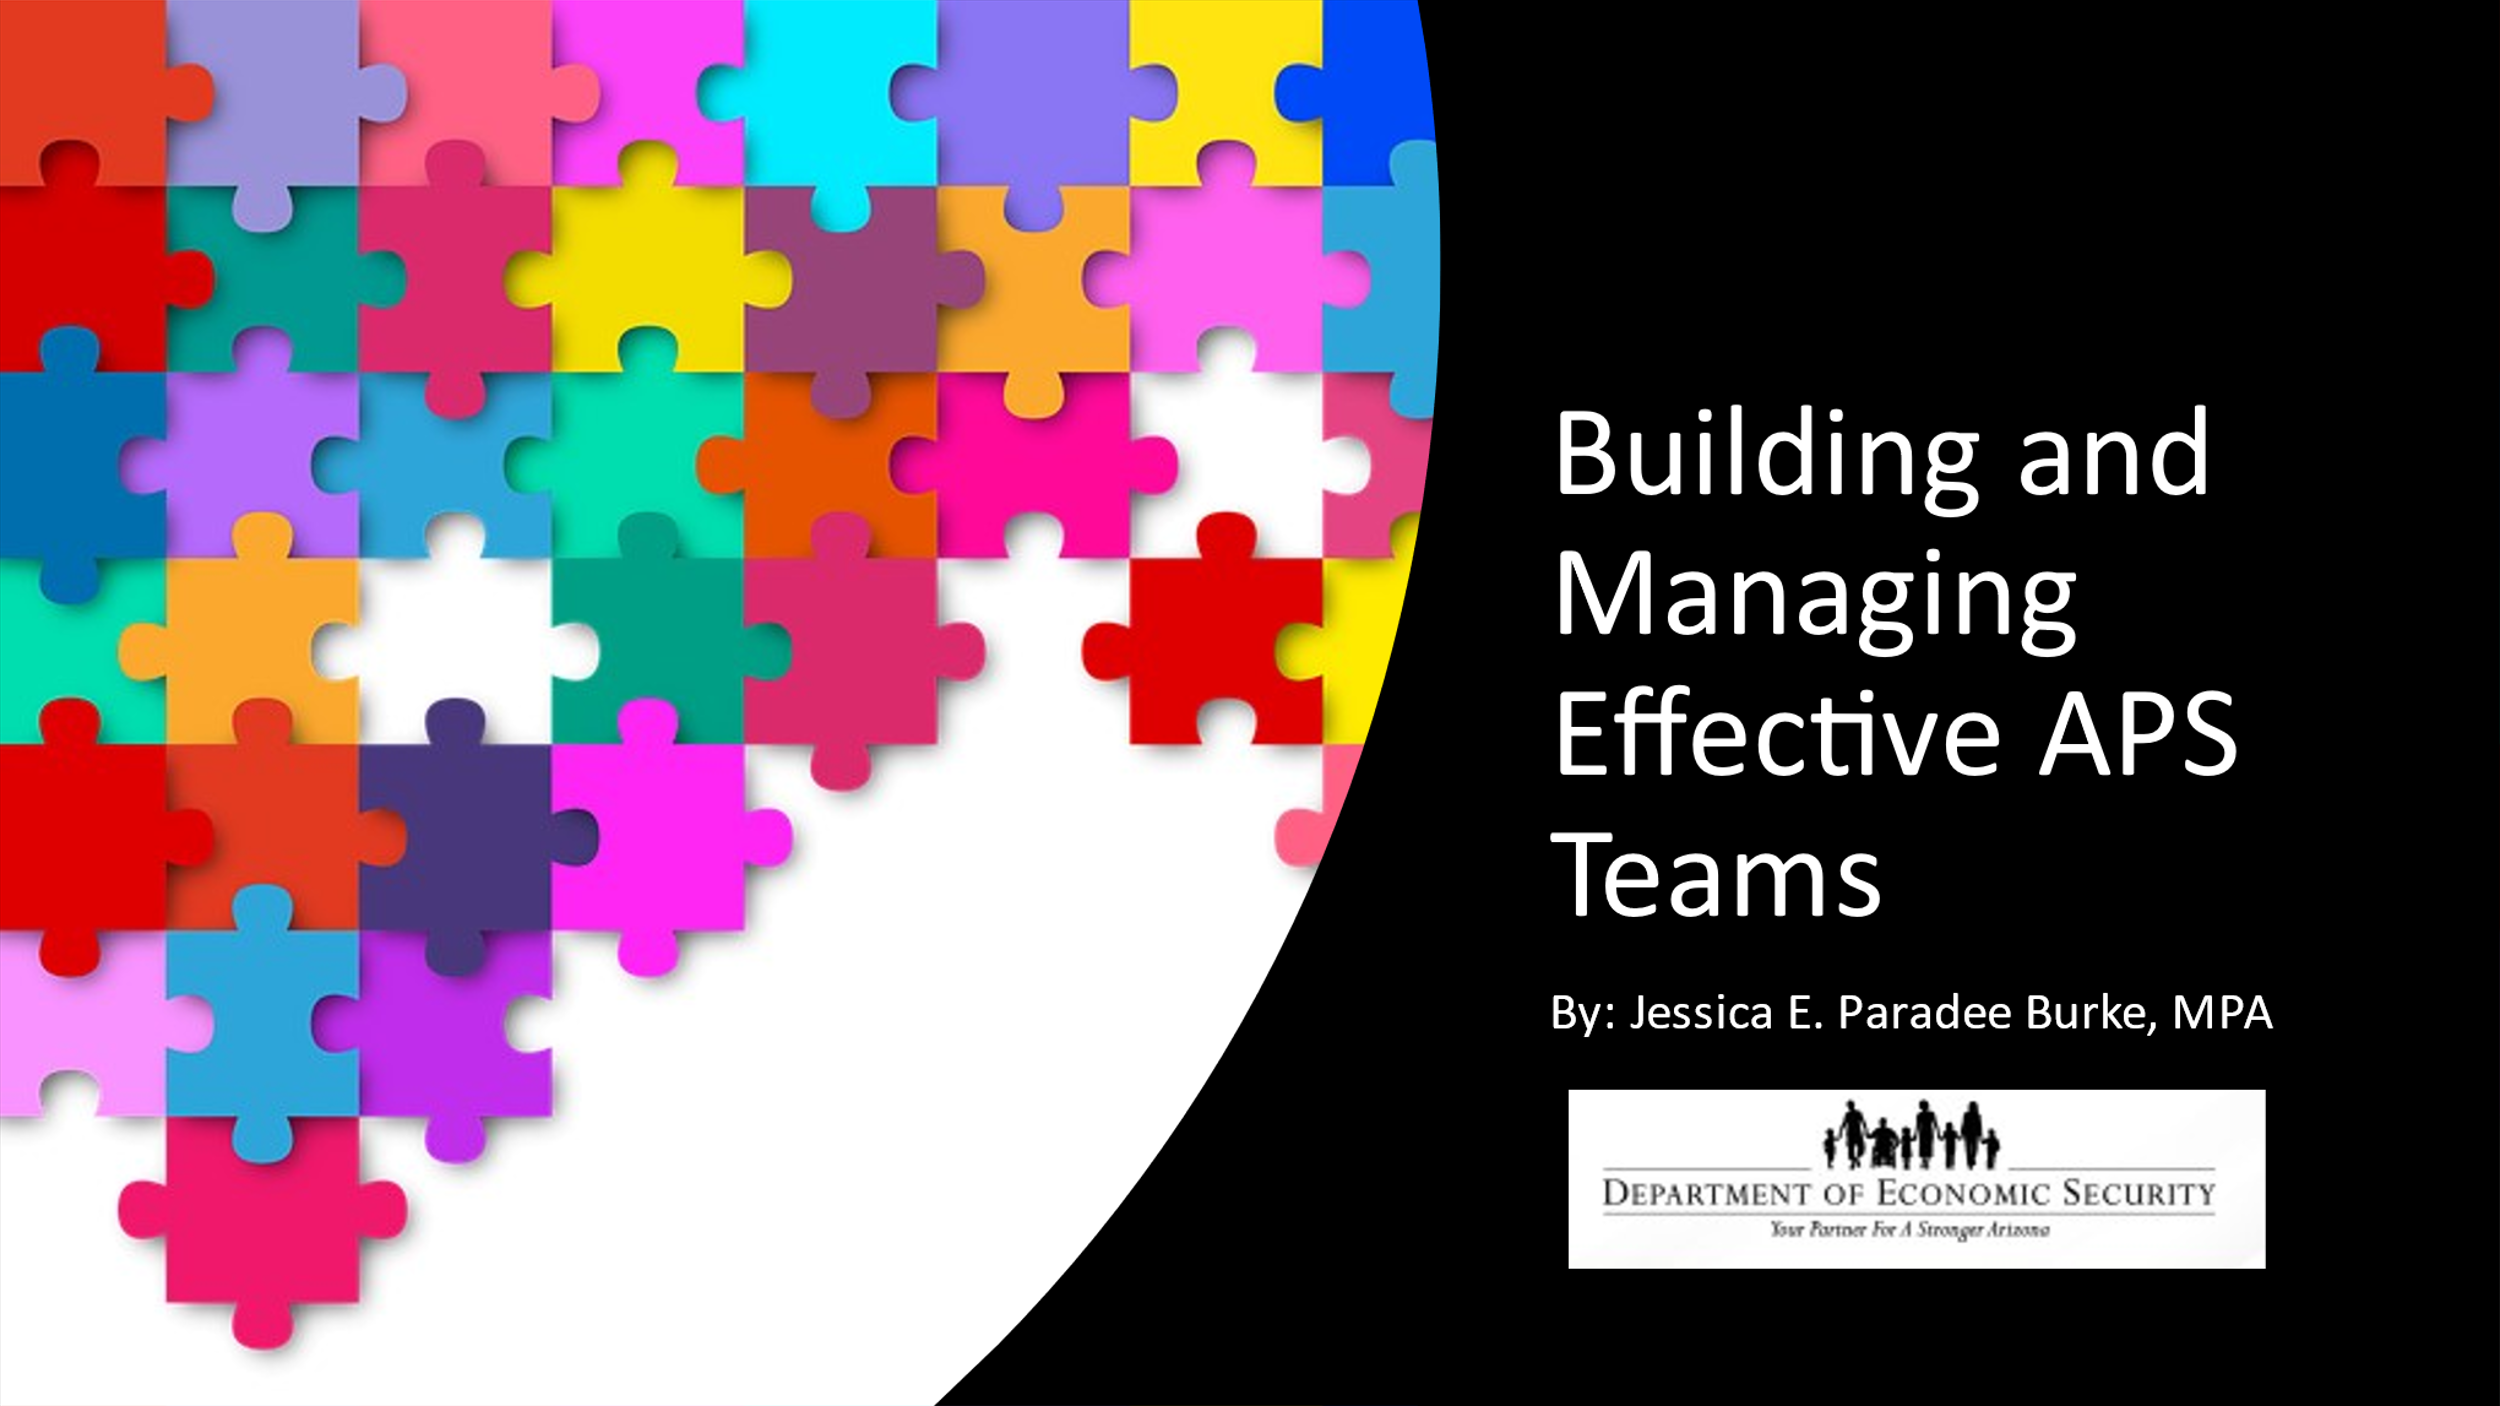 Building and
Managing
Effective APS
Teams
By: Jessica E. Paradee Burke, MPA
DEPARTMENT OF ECONOMIC SECURITY
Your Partner For A Stronger Arizona